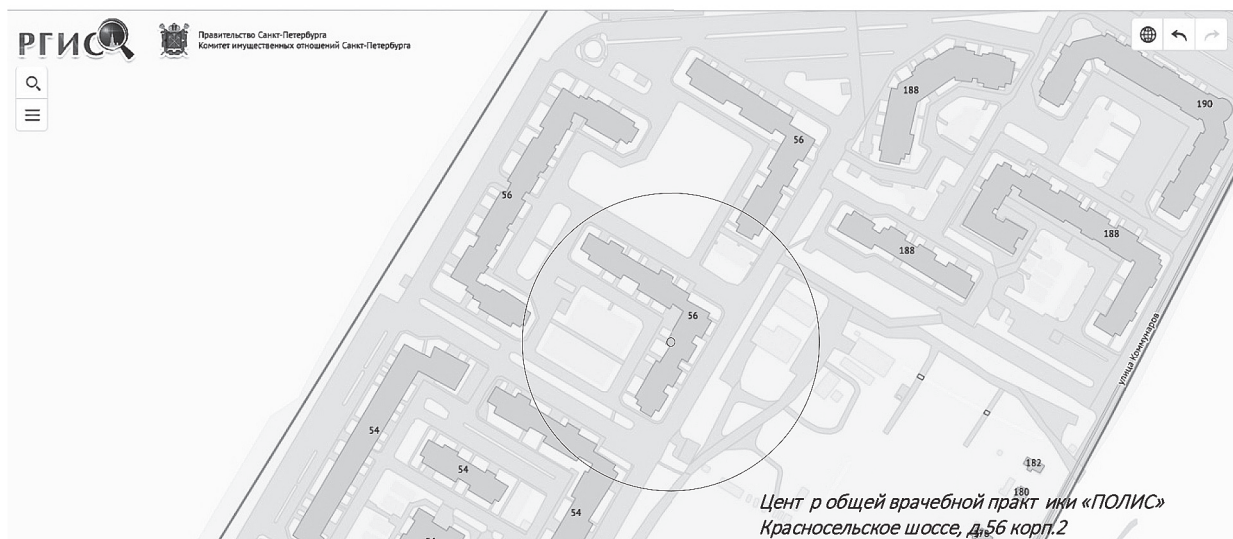 РГИС
Правительство Санкт-Петербурга
Комитет имущественных отношений Санкт-Петербурга
188
190
56
56
188
188
56
улица Коммунаров
54
54
182
180
54
Цент р общей врачебной практ ики «ПОЛИС»
Красносельское шоссе, д.56 корп.2